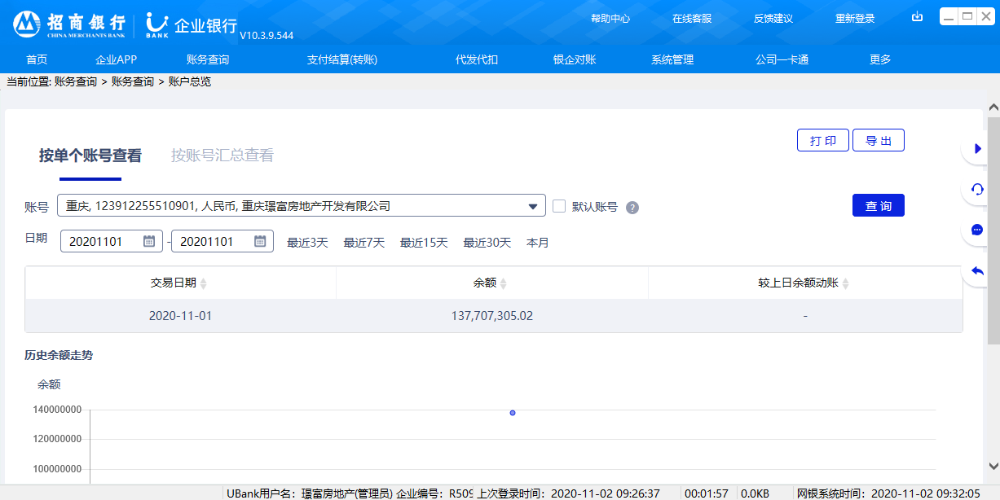 招商银行 CHINA MERCHANTS BANK U BANK 企业银行 V10.3.9.544 帮助中心 在线客服 反馈建议 重新登录
首页 企业APP 账务查询 支付结算(转账) 代发代扣 银企对账 系统管理 公司一卡通 更多
当前位置: 账务查询 > 账务查询 > 账户总览
打 印 导 出
按单个账号查看 按账号汇总查看
账号 重庆, 123912255510901, 人民币, 重庆璟富房地产开发有限公司 默认账号 ? 查 询
日期 20201101 - 20201101 最近3天 最近7天 最近15天 最近30天 本月
交易日期 余额 较上日余额动账
2020-11-01 137,707,305.02 -
历史余额走势
余额
140000000
120000000
100000000
UBank用户名: 璟富房地产(管理员) 企业编号: R509 上次登录时间: 2020-11-02 09:26:37 00:01:57 0.0KB 网银系统时间: 2020-11-02 09:32:05